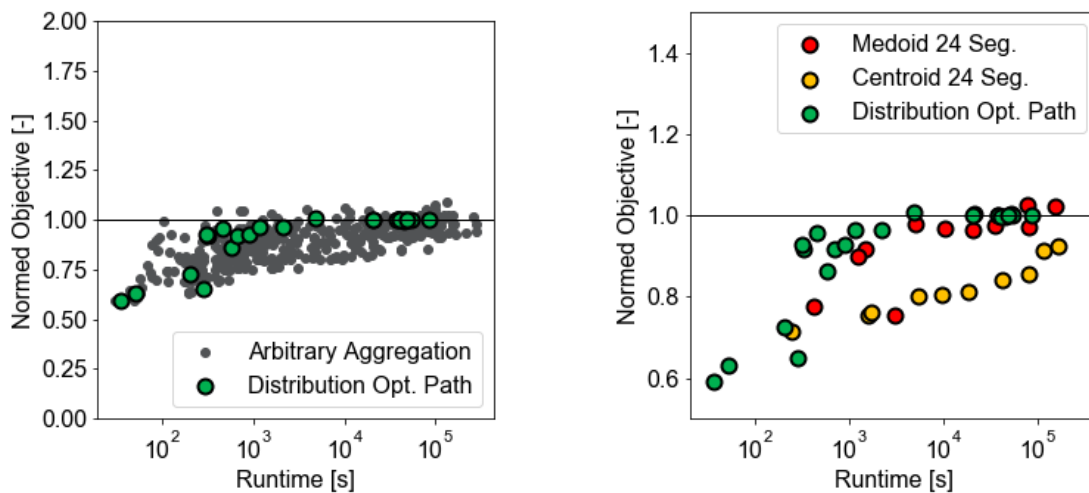 2.00
1.75
1.50
1.25
1.00
0.75
0.50
0.25
0.00
Normed Objective [-]
Arbitrary Aggregation
Distribution Opt. Path
10^2
10^3
10^4
10^5
Runtime [s]
1.4
1.2
1.0
0.8
0.6
Normed Objective [-]
Medoid 24 Seg.
Centroid 24 Seg.
Distribution Opt. Path
10^2
10^3
10^4
10^5
Runtime [s]